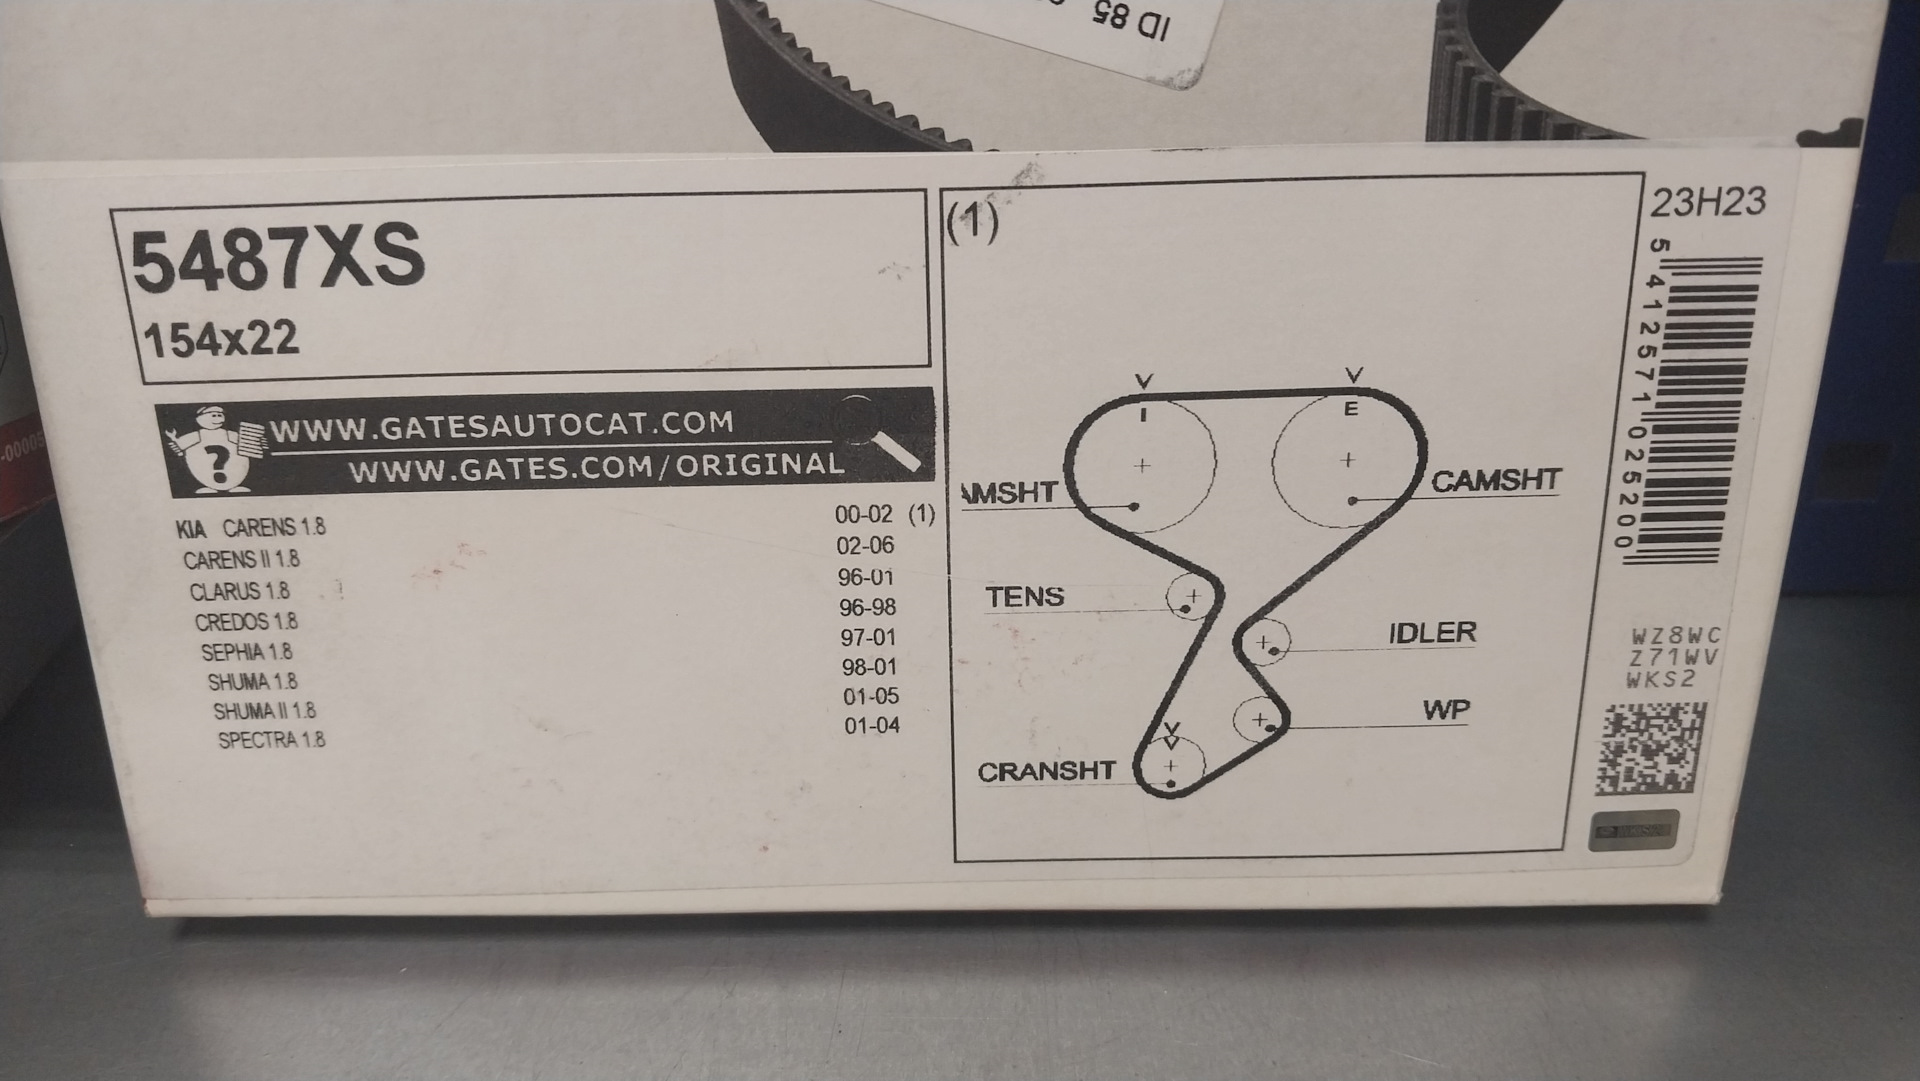 ID 85
5487XS
154x22
WWW.GATESAUTOCAT.COM
WWW.GATES.COM/ORIGINAL
KIA CARENS 1.8 00-02 (1)
CARENS II 1.8 02-06
CLARUS 1.8 96-01
CREDOS 1.8 96-98
SEPHIA 1.8 97-01
SHUMA 1.8 98-01
SHUMA II 1.8 01-05
SPECTRA 1.8 01-04
(1)
I
E
AMSHT
CAMSHT
TENS
IDLER
WP
CRANSHT
23H23
5 412571 025200
WZ8WC
Z71WV
WKS2